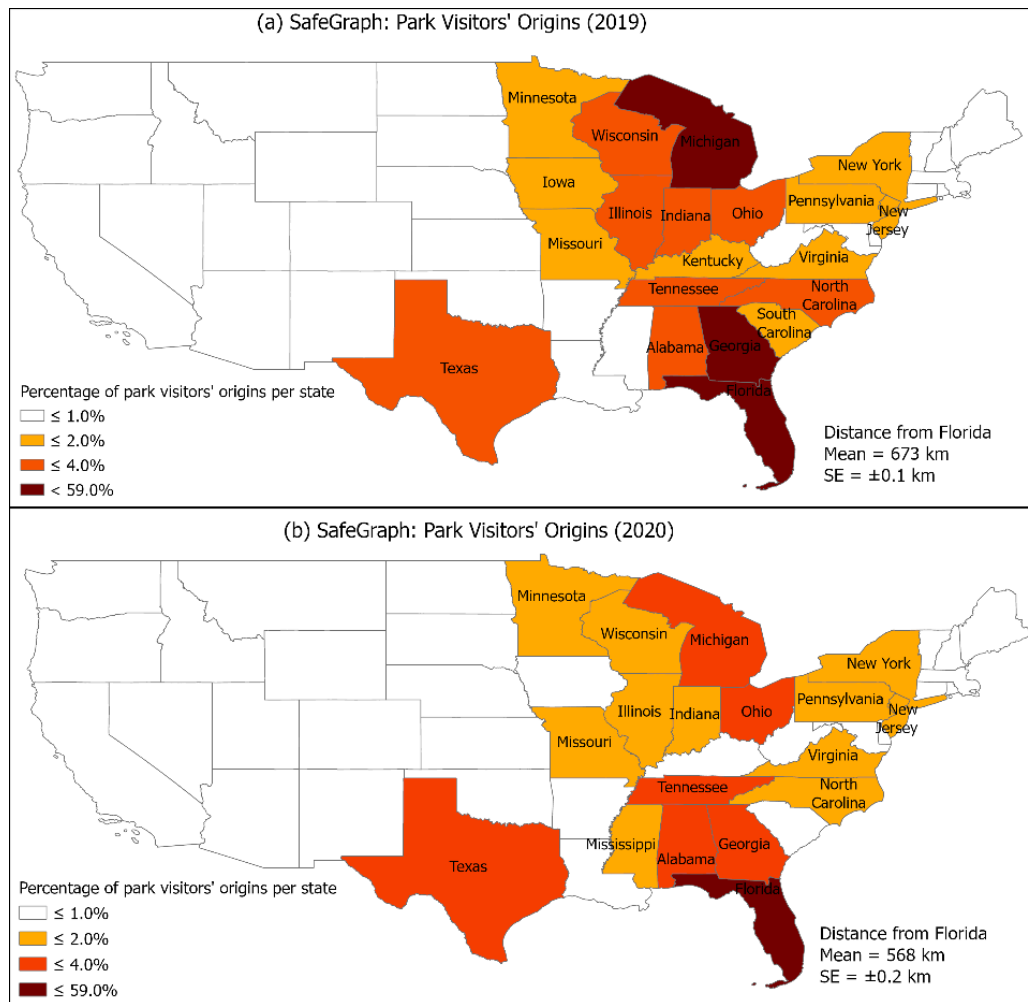 (a) SafeGraph: Park Visitors' Origins (2019)
Minnesota
Wisconsin
Michigan
New York
Iowa
Pennsylvania
Illinois
Indiana
Ohio
New
Jersey
Missouri
Kentucky
Virginia
Tennessee
North
Carolina
South
Carolina
Alabama
Georgia
Texas
Florida
Percentage of park visitors' origins per state
≤ 1.0%
≤ 2.0%
≤ 4.0%
< 59.0%
Distance from Florida
Mean = 673 km
SE = ±0.1 km
(b) SafeGraph: Park Visitors' Origins (2020)
Minnesota
Wisconsin
Michigan
New York
Pennsylvania
Illinois
Indiana
Ohio
New
Jersey
Missouri
Virginia
Tennessee
North
Carolina
Mississippi
Alabama
Georgia
Texas
Florida
Percentage of park visitors' origins per state
≤ 1.0%
≤ 2.0%
≤ 4.0%
≤ 59.0%
Distance from Florida
Mean = 568 km
SE = ±0.2 km